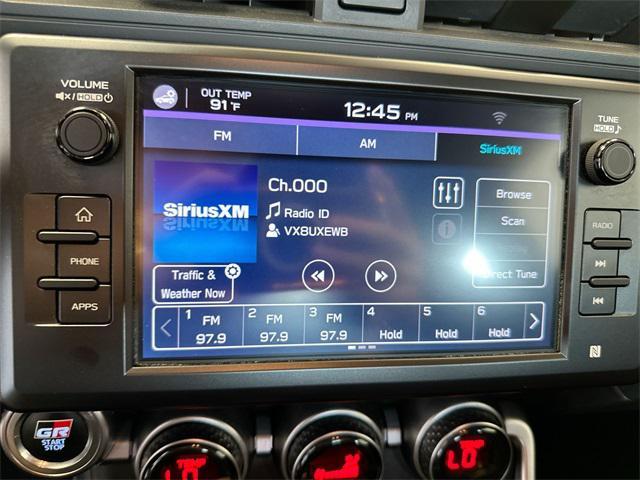 VOLUME
HOLD
OUT TEMP
91°F
12:45 PM
TUNE
HOLD
FM
AM
SiriusXM
SiriusXM
Ch.000
Radio ID
VX8UXEWB
Browse
Scan
Direct Tune
Traffic &
Weather Now
PHONE
APPS
RADIO
1 FM 97.9
2 FM 97.9
3 FM 97.9
4 Hold
5 Hold
6 Hold
GR
START
STOP
TEMP
LO
TEMP
LO